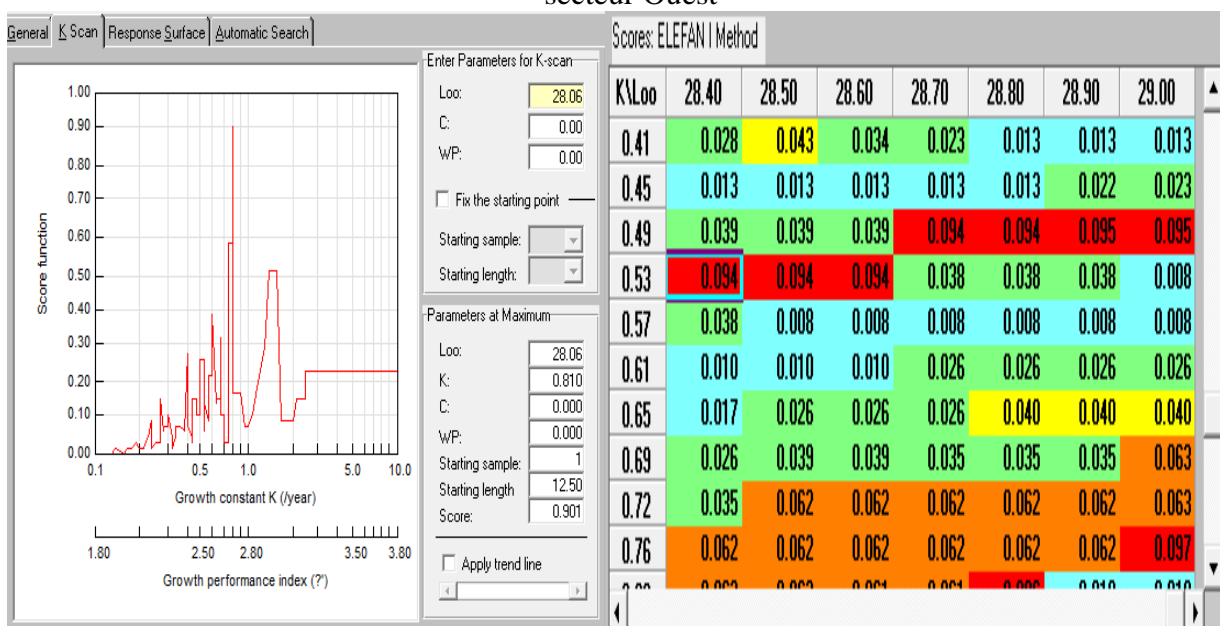 secteur Ouest
General K Scan Response Surface Automatic Search
Score function
1.00
0.90
0.80
0.70
0.60
0.50
0.40
0.30
0.20
0.10
0.00
0.1 0.5 1.0 5.0 10.0
Growth constant K (/year)
1.80 2.50 2.80 3.50 3.80
Growth performance index (?')
Enter Parameters for K-scan
Loo: 28.06
C: 0.00
WP: 0.00
Fix the starting point
Starting sample:
Starting length:
Parameters at Maximum
Loo: 28.06
K: 0.810
C: 0.000
WP: 0.000
Starting sample: 1
Starting length 12.50
Score: 0.901
Apply trend line
Scores: ELEFAN I Method
K\Loo 28.40 28.50 28.60 28.70 28.80 28.90 29.00
0.41 0.028 0.043 0.034 0.023 0.013 0.013 0.013
0.45 0.013 0.013 0.013 0.013 0.013 0.022 0.023
0.49 0.039 0.039 0.039 0.094 0.094 0.095 0.095
0.53 0.094 0.094 0.094 0.038 0.038 0.038 0.008
0.57 0.038 0.008 0.008 0.008 0.008 0.008 0.008
0.61 0.010 0.010 0.010 0.026 0.026 0.026 0.026
0.65 0.017 0.026 0.026 0.026 0.040 0.040 0.040
0.69 0.026 0.039 0.039 0.035 0.035 0.035 0.063
0.72 0.035 0.062 0.062 0.062 0.062 0.062 0.063
0.76 0.062 0.062 0.062 0.062 0.062 0.062 0.097